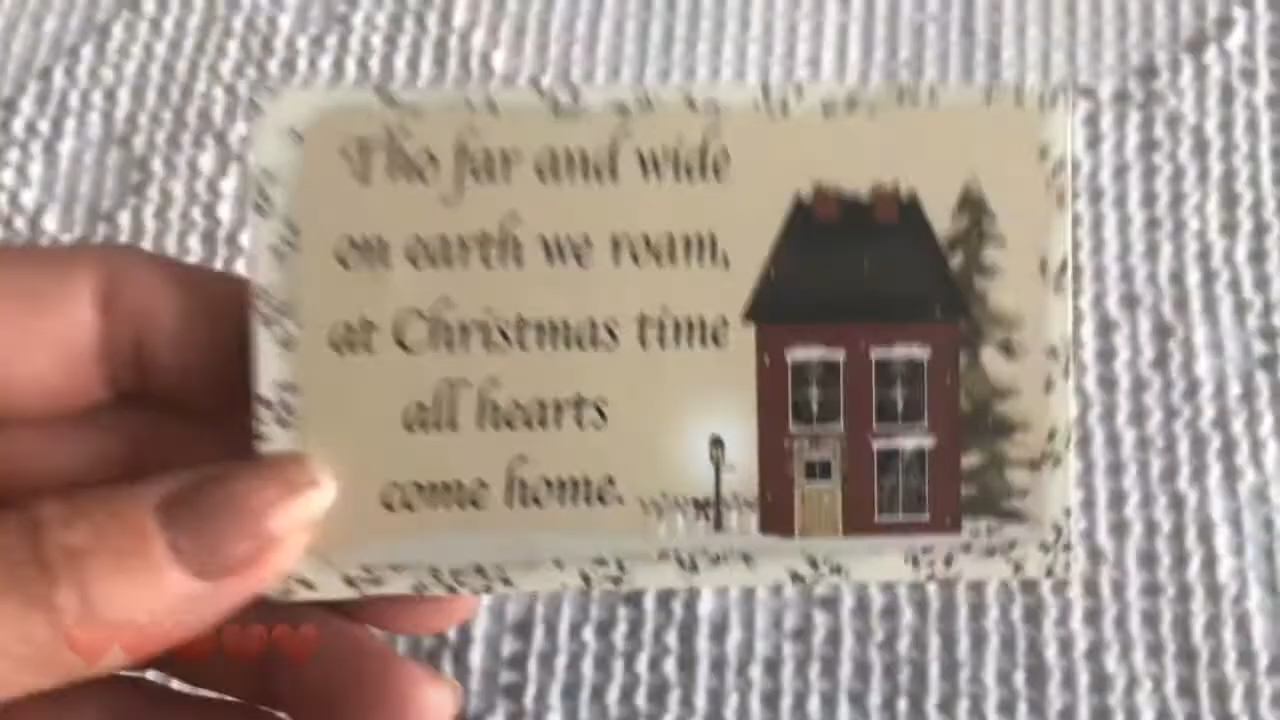 Tho far and wide
on earth we roam,
at Christmas time
all hearts
come home.